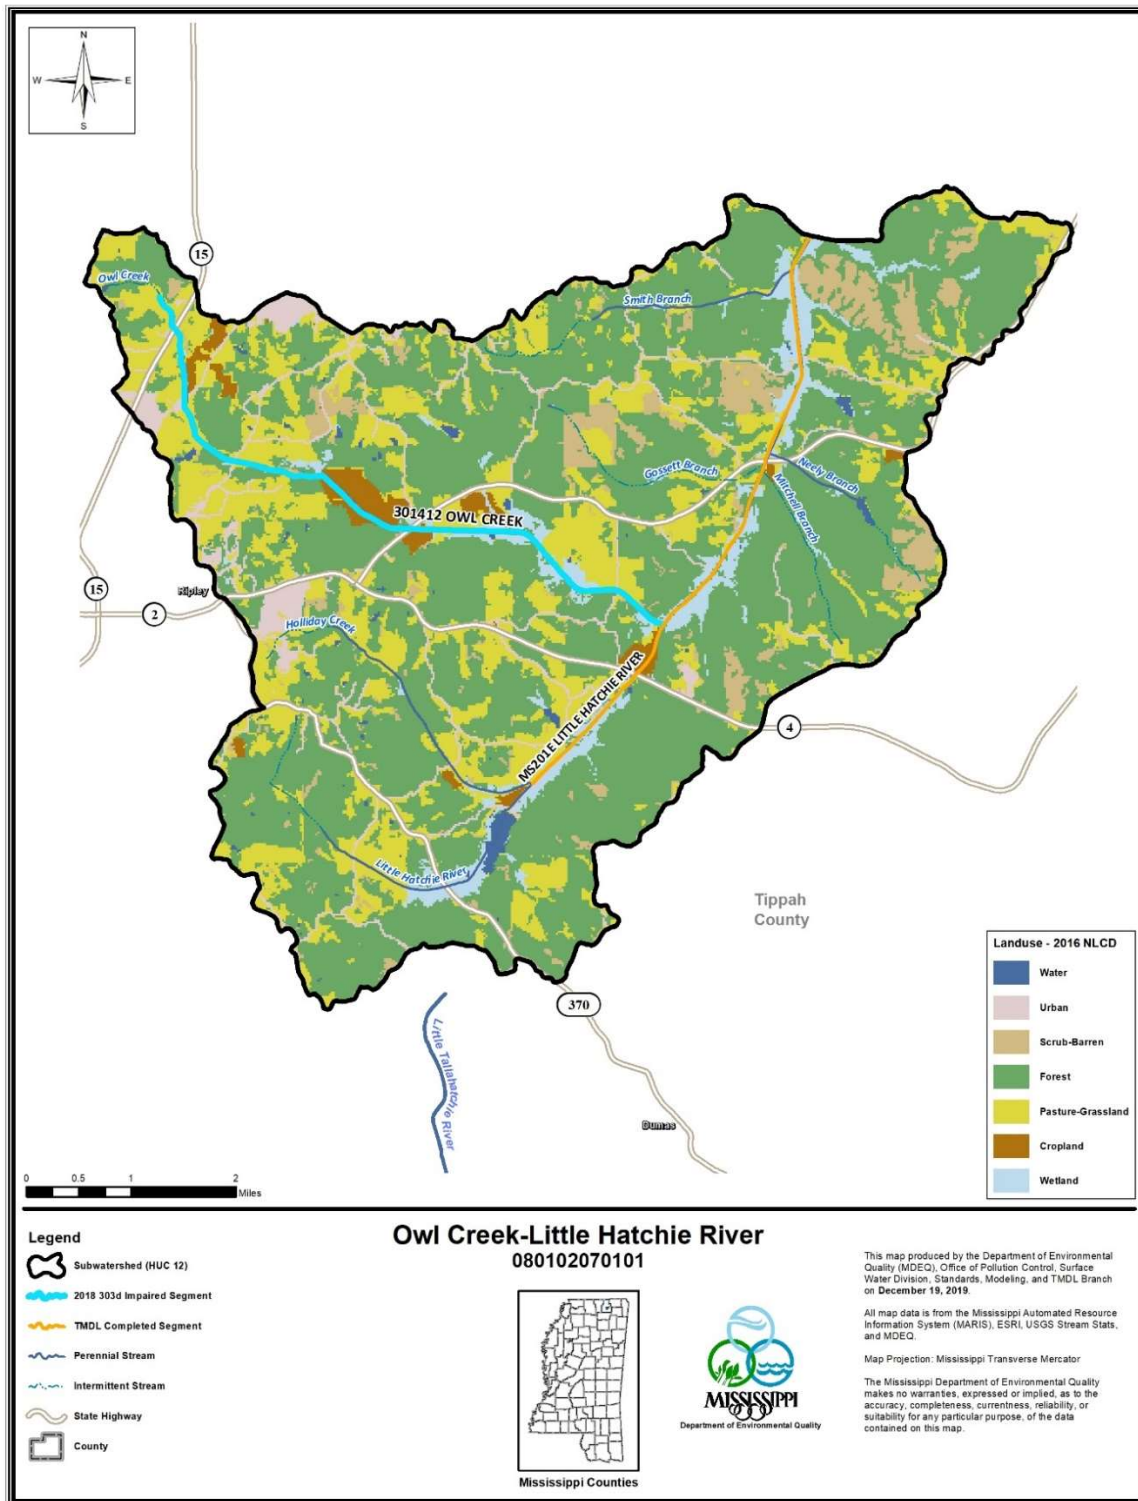 N
W
E
S
15
Owl Creek
Smith Branch
Gossett Branch
Neely Branch
Mitchell Branch
301412 OWL CREEK
15
Ripley
2
Holliday Creek
MS201E LITTLE HATCHIE RIVER
4
Little Hatchie River
Tippah
County
370
Little Tallahatchie River
Dumas
Landuse - 2016 NLCD
Water
Urban
Scrub-Barren
Forest
Pasture-Grassland
Cropland
Wetland
0 0.5 1 2
Miles
Legend
Subwatershed (HUC 12)
2018 303d Impaired Segment
TMDL Completed Segment
Perennial Stream
Intermittent Stream
State Highway
County
Owl Creek-Little Hatchie River
080102070101
Mississippi Counties
MISSISSIPPI
Department of Environmental Quality
This map produced by the Department of Environmental
Quality (MDEQ), Office of Pollution Control, Surface
Water Division, Standards, Modeling, and TMDL Branch
on December 19, 2019.
All map data is from the Mississippi Automated Resource
Information System (MARIS), ESRI, USGS Stream Stats,
and MDEQ.
Map Projection: Mississippi Transverse Mercator
The Mississippi Department of Environmental Quality
makes no warranties, expressed or implied, as to the
accuracy, completeness, currentness, reliability, or
suitability for any particular purpose, of the data
contained on this map.